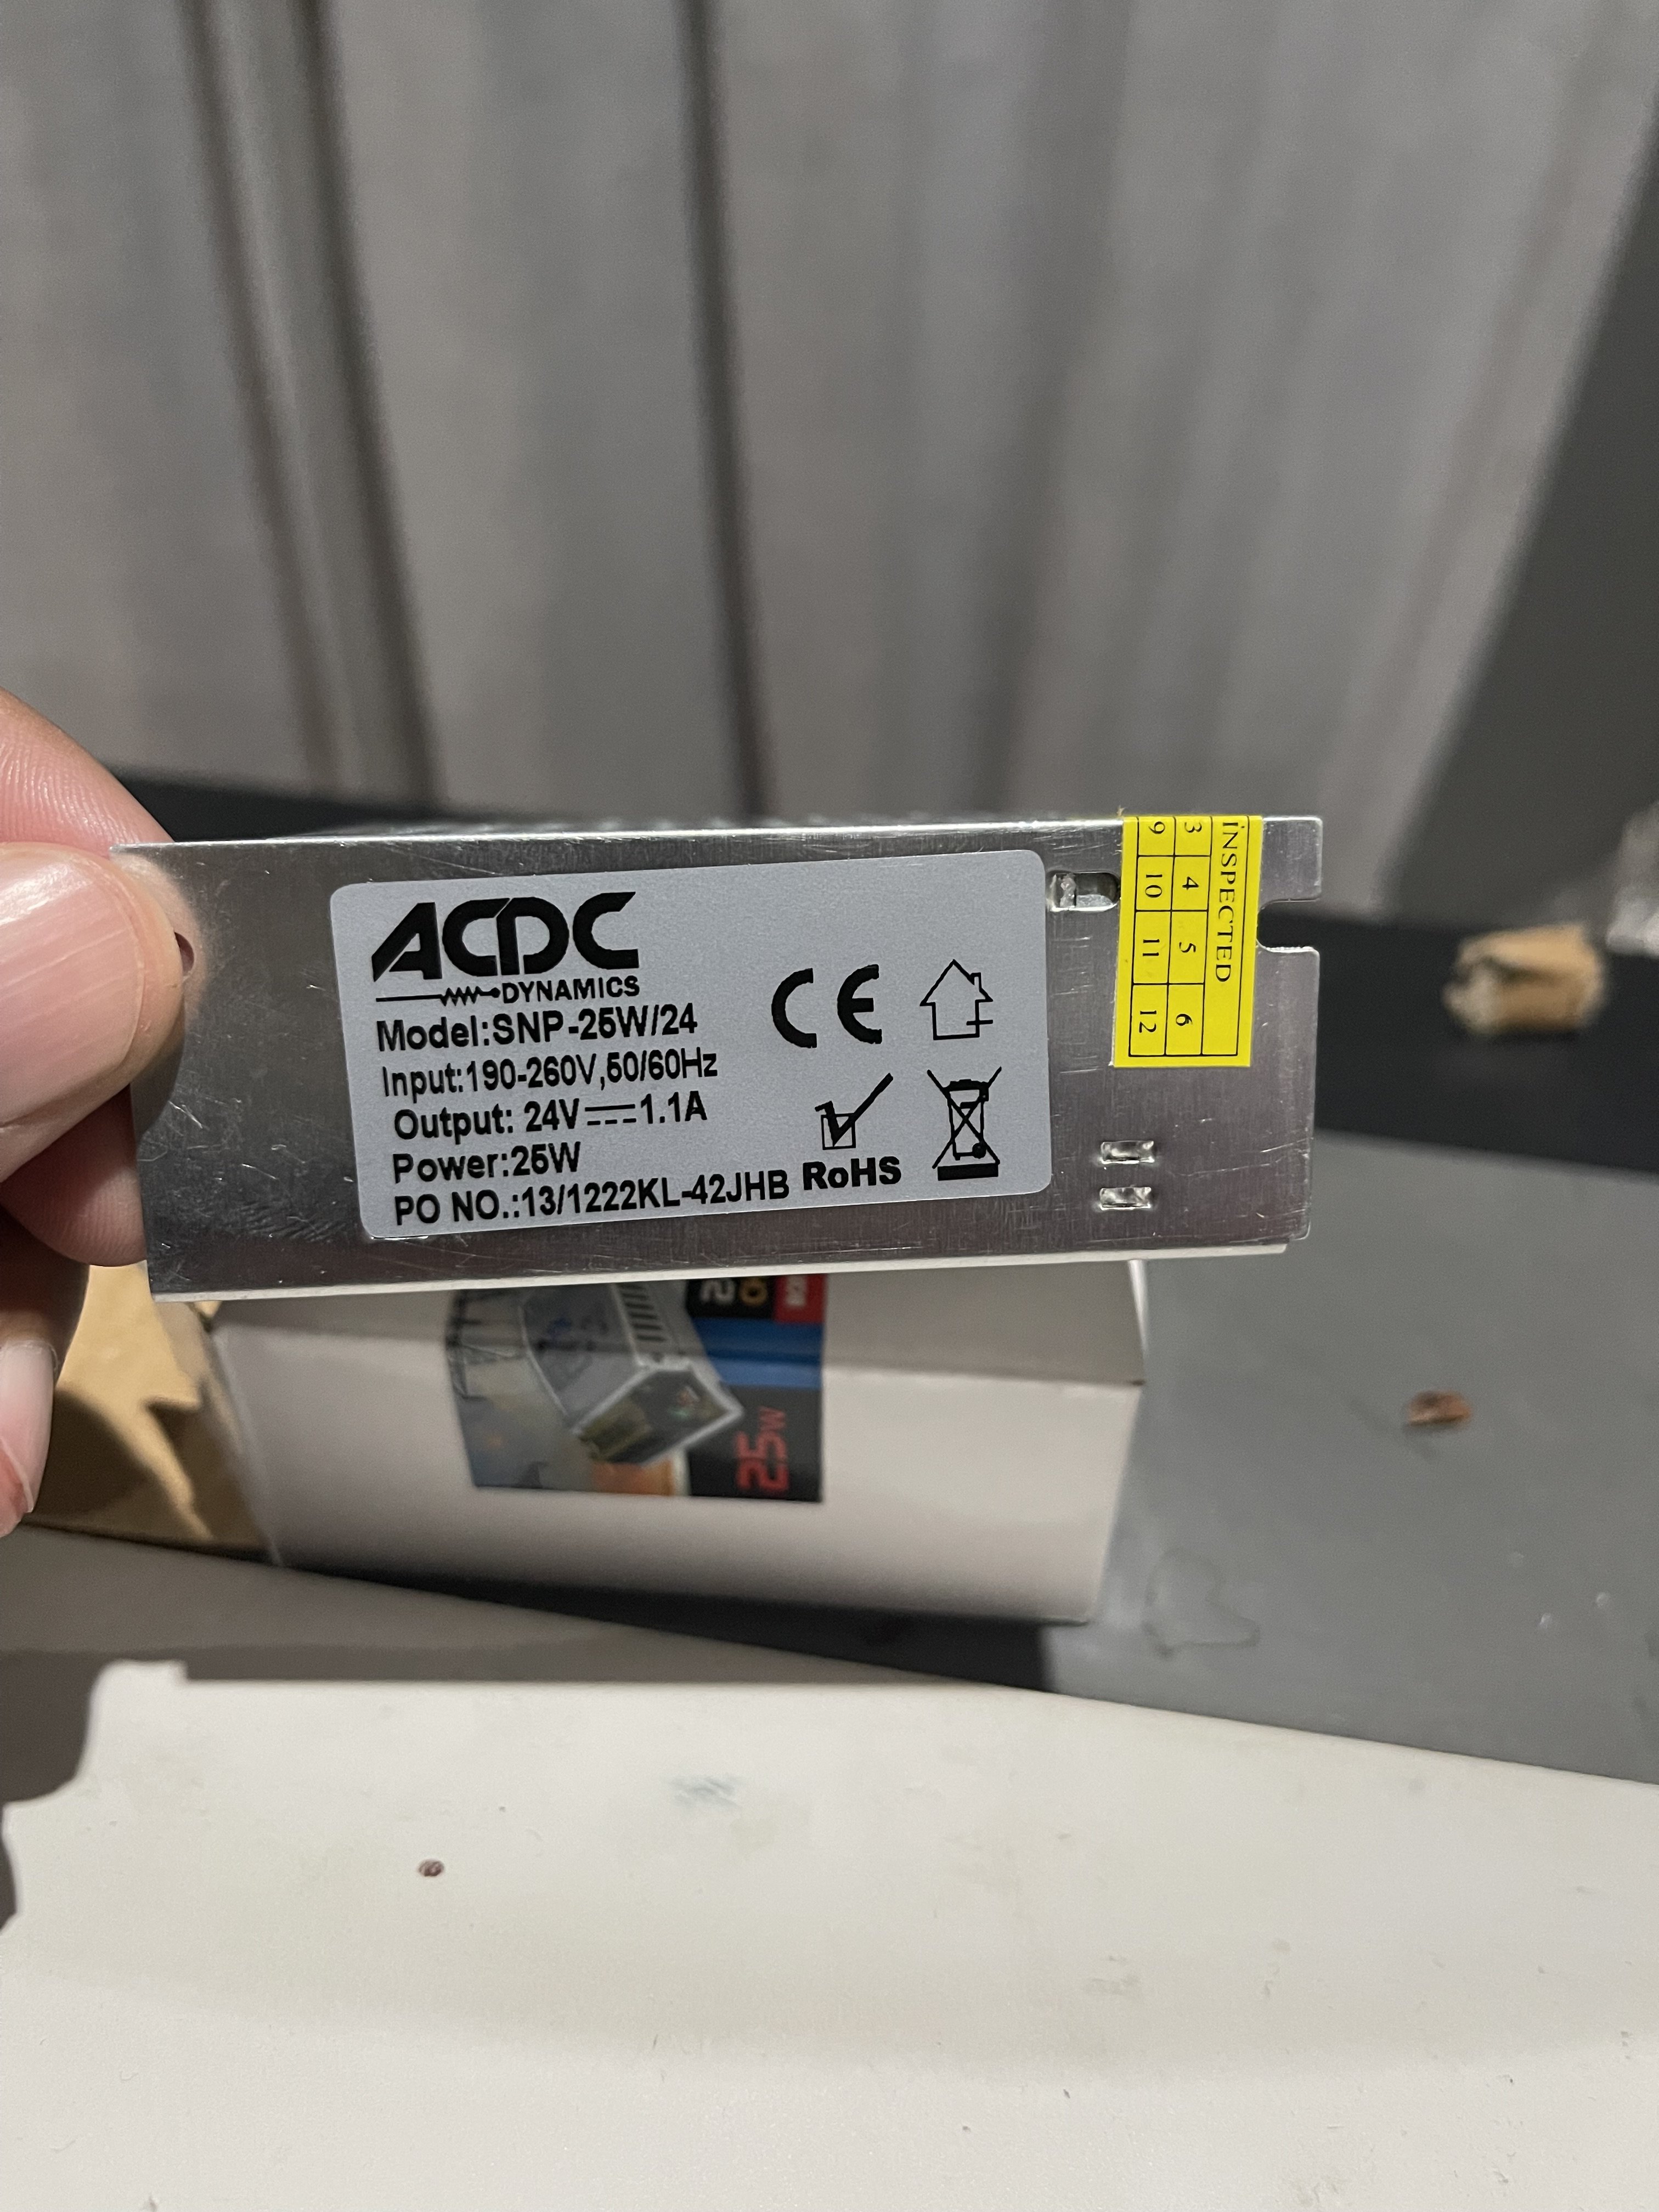 ACDC
DYNAMICS
Model:SNP-25W/24
Input:190-260V,50/60Hz
Output: 24V⎓1.1A
Power:25W
PO NO.:13/1222KL-42JHB
CE
RoHS
INSPECTED
3 4 5 6
9 10 11 12
25W